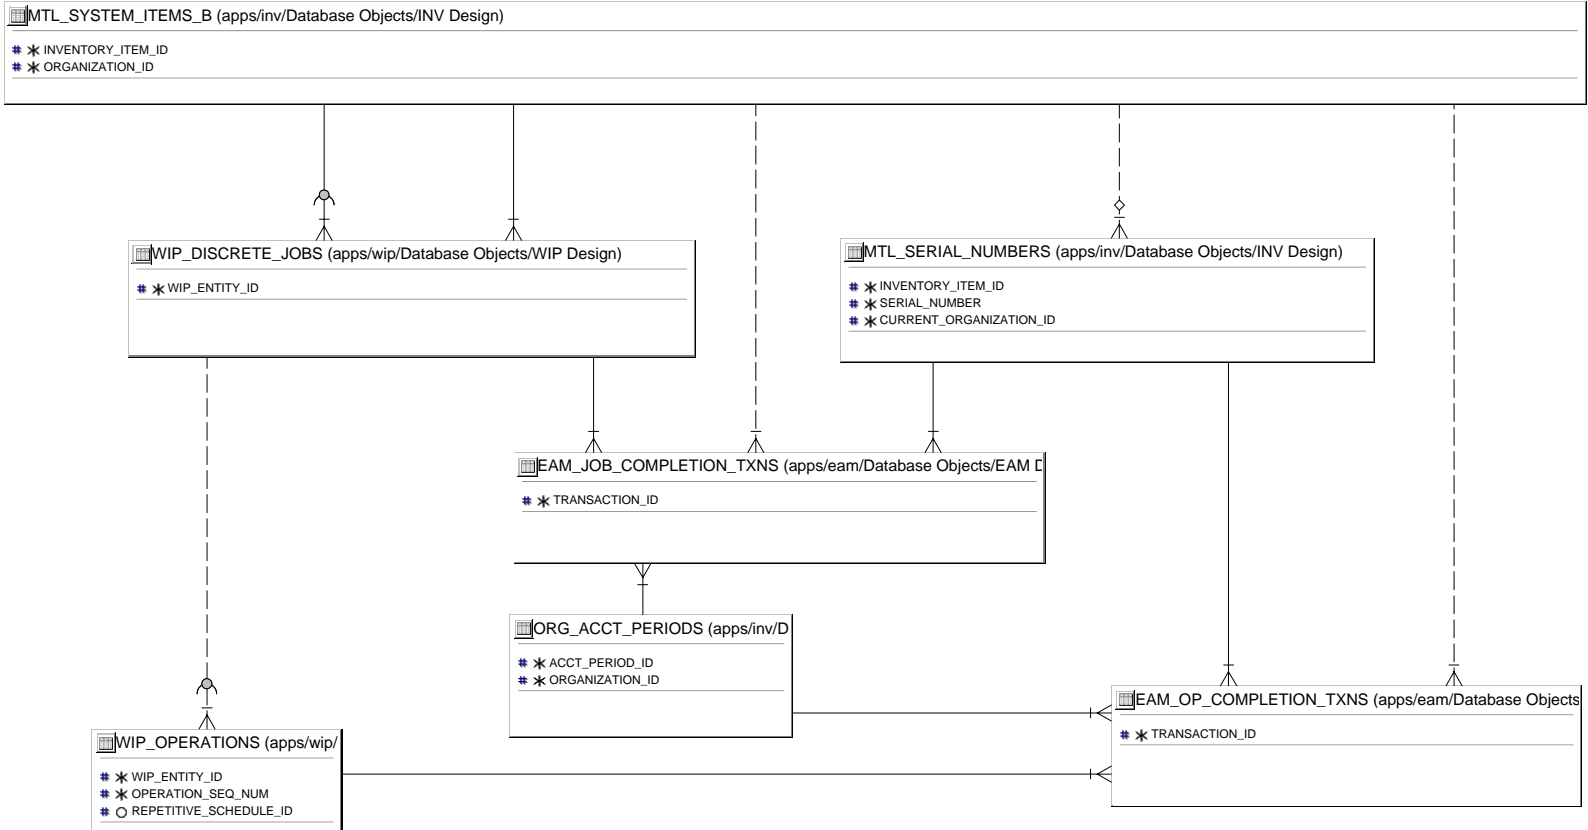 MTL_SYSTEM_ITEMS_B (apps/inv/Database Objects/INV Design)
# * INVENTORY_ITEM_ID
# * ORGANIZATION_ID
WIP_DISCRETE_JOBS (apps/wip/Database Objects/WIP Design)
# * WIP_ENTITY_ID
MTL_SERIAL_NUMBERS (apps/inv/Database Objects/INV Design)
# * INVENTORY_ITEM_ID
# * SERIAL_NUMBER
# * CURRENT_ORGANIZATION_ID
EAM_JOB_COMPLETION_TXNS (apps/eam/Database Objects/EAM D
# * TRANSACTION_ID
ORG_ACCT_PERIODS (apps/inv/D
# * ACCT_PERIOD_ID
# * ORGANIZATION_ID
EAM_OP_COMPLETION_TXNS (apps/eam/Database Objects
# * TRANSACTION_ID
WIP_OPERATIONS (apps/wip/
# * WIP_ENTITY_ID
# * OPERATION_SEQ_NUM
# O REPETITIVE_SCHEDULE_ID